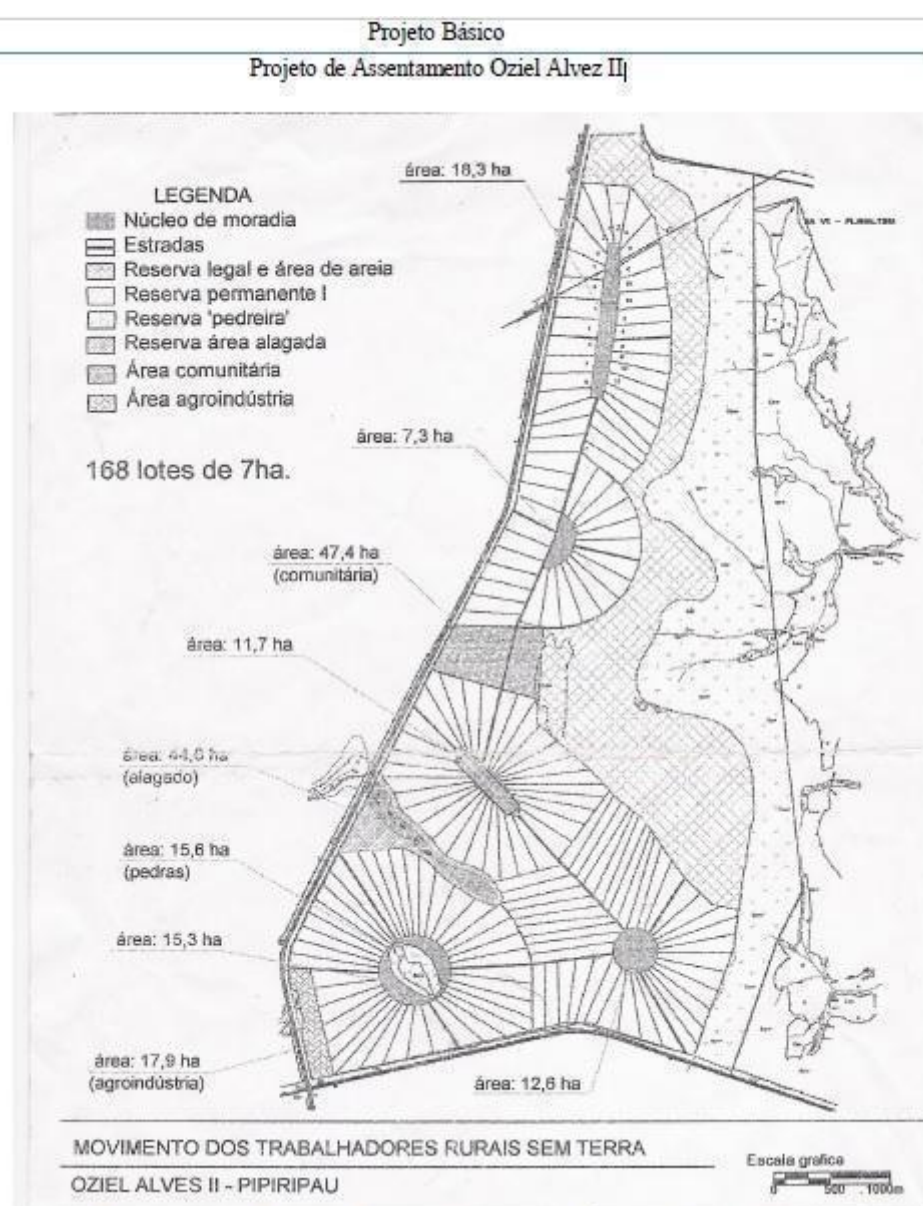 Projeto Básico
Projeto de Assentamento Oziel Alvez II
LEGENDA
Núcleo de moradia
Estradas
Reserva legal e área de areia
Reserva permanente I
Reserva 'pedreira'
Reserva área alagada
Área comunitária
Área agroindústria
168 lotes de 7ha.
área: 18,3 ha
área: 7,3 ha
área: 47,4 ha
(comunitária)
área: 11,7 ha
área: 44,6 ha
(alagado)
área: 15,6 ha
(pedras)
área: 15,3 ha
área: 17,9 ha
(agroindústria)
área: 12,6 ha
MOVIMENTO DOS TRABALHADORES RURAIS SEM TERRA
OZIEL ALVES II - PIPIRIPAU
Escala grafica
0 500 1000m